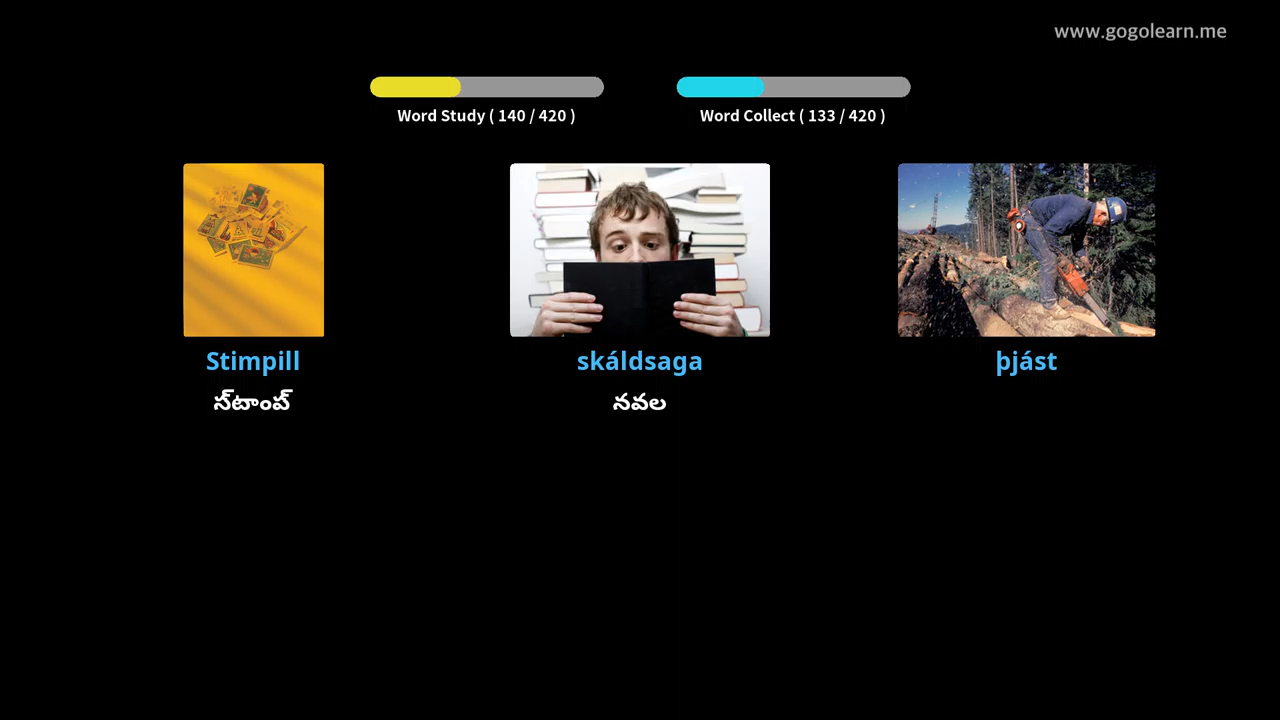 www.gogolearn.me
Word Study ( 140 / 420 )
Word Collect ( 133 / 420 )
Stimpill
స్‌టాంప్
skáldsaga
నవల
þjást